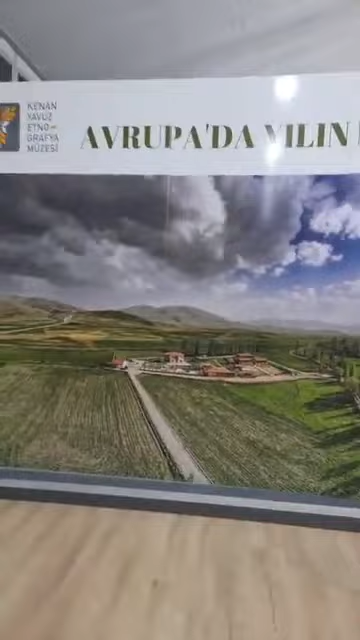 KENAN
YAVUZ
ETNO-
GRAFYA
MÜZESİ
AVRUPA'DA YILIN